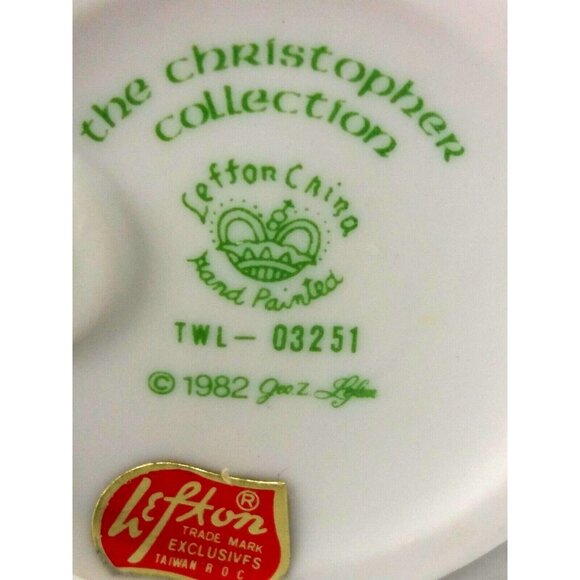 the christopher
collection
Lefton China
Hand Painted
TWL- 03251
© 1982 Geo. Z. Lefton
Lefton ®
TRADE MARK
EXCLUSIVES
TAIWAN R O C